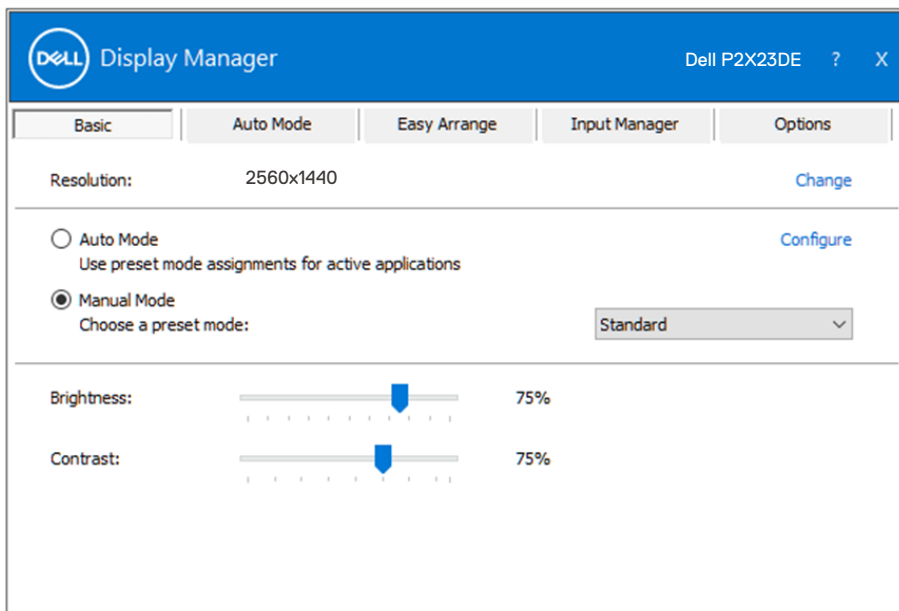 DELL Display Manager Dell P2X23DE ? X
Basic Auto Mode Easy Arrange Input Manager Options
Resolution: 2560x1440 Change
Auto Mode Configure
Use preset mode assignments for active applications
Manual Mode
Choose a preset mode: Standard
Brightness: 75%
Contrast: 75%